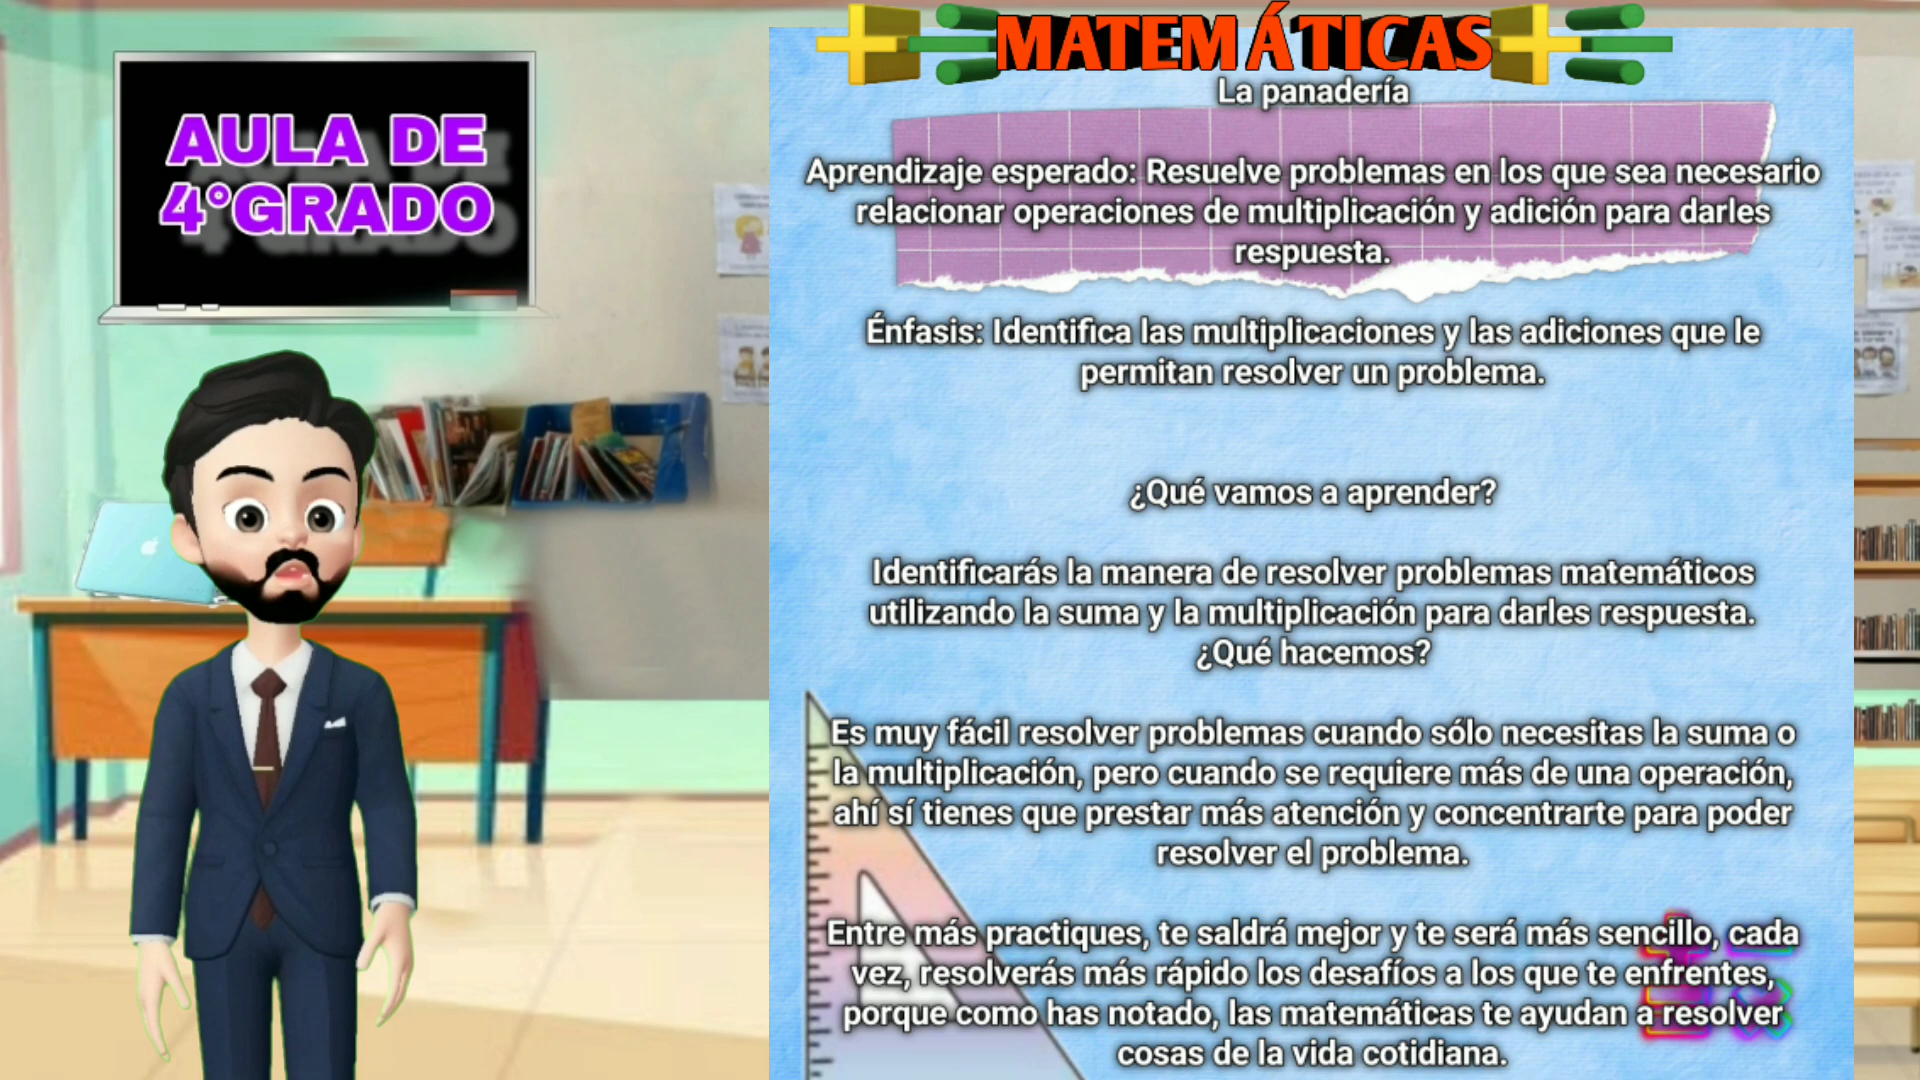 AULA DE
4°GRADO
MATEMÁTICAS
La panadería
Aprendizaje esperado: Resuelve problemas en los que sea necesario
relacionar operaciones de multiplicación y adición para darles
respuesta.
Énfasis: Identifica las multiplicaciones y las adiciones que le
permitan resolver un problema.
¿Qué vamos a aprender?
Identificarás la manera de resolver problemas matemáticos
utilizando la suma y la multiplicación para darles respuesta.
¿Qué hacemos?
Es muy fácil resolver problemas cuando sólo necesitas la suma o
la multiplicación, pero cuando se requiere más de una operación,
ahí sí tienes que prestar más atención y concentrarte para poder
resolver el problema.
Entre más practiques, te saldrá mejor y te será más sencillo, cada
vez, resolverás más rápido los desafíos a los que te enfrentes,
porque como has notado, las matemáticas te ayudan a resolver
cosas de la vida cotidiana.